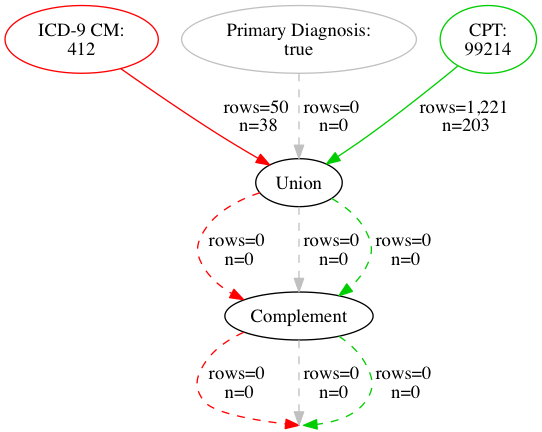 ICD-9 CM:
412
Primary Diagnosis:
true
CPT:
99214
rows=50
n=38
rows=0
n=0
rows=1,221
n=203
Union
rows=0
n=0
rows=0
n=0
rows=0
n=0
Complement
rows=0
n=0
rows=0
n=0
rows=0
n=0